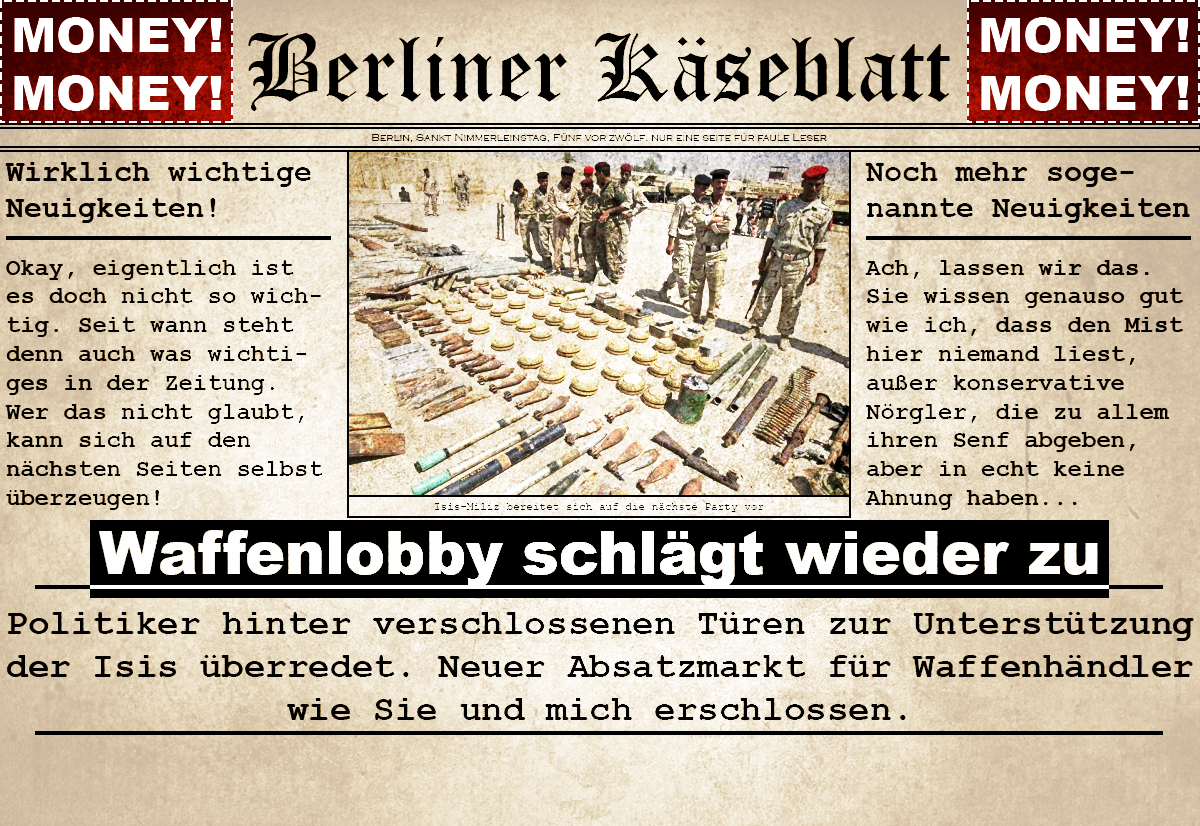 MONEY!
MONEY!
Berliner Käseblatt
MONEY!
MONEY!
Berlin, Sankt Nimmerleinstag, Fünf vor zwölf. nur eine Seite für faule Leser
Wirklich wichtige
Neuigkeiten!
Okay, eigentlich ist
es doch nicht so wich-
tig. Seit wann steht
denn auch was wichti-
ges in der Zeitung.
Wer das nicht glaubt,
kann sich auf den
nächsten Seiten selbst
überzeugen!
Isis-Miliz bereitet sich auf die nächste Party vor
Noch mehr soge-
nannte Neuigkeiten
Ach, lassen wir das.
Sie wissen genauso gut
wie ich, dass den Mist
hier niemand liest,
außer konservative
Nörgler, die zu allem
ihren Senf abgeben,
aber in echt keine
Ahnung haben...
Waffenlobby schlägt wieder zu
Politiker hinter verschlossenen Türen zur Unterstützung
der Isis überredet. Neuer Absatzmarkt für Waffenhändler
wie Sie und mich erschlossen.